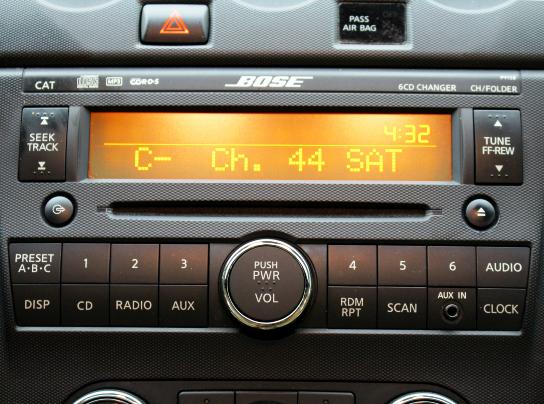 PASS
AIR BAG
CAT
MP3
BOSE
6CD CHANGER
CH/FOLDER
SEEK
TRACK
4:32
C- Ch. 44 SAT
TUNE
FF·REW
PRESET
A·B·C
1
2
3
PUSH
PWR
VOL
4
5
6
AUDIO
DISP
CD
RADIO
AUX
RDM
RPT
SCAN
AUX IN
CLOCK